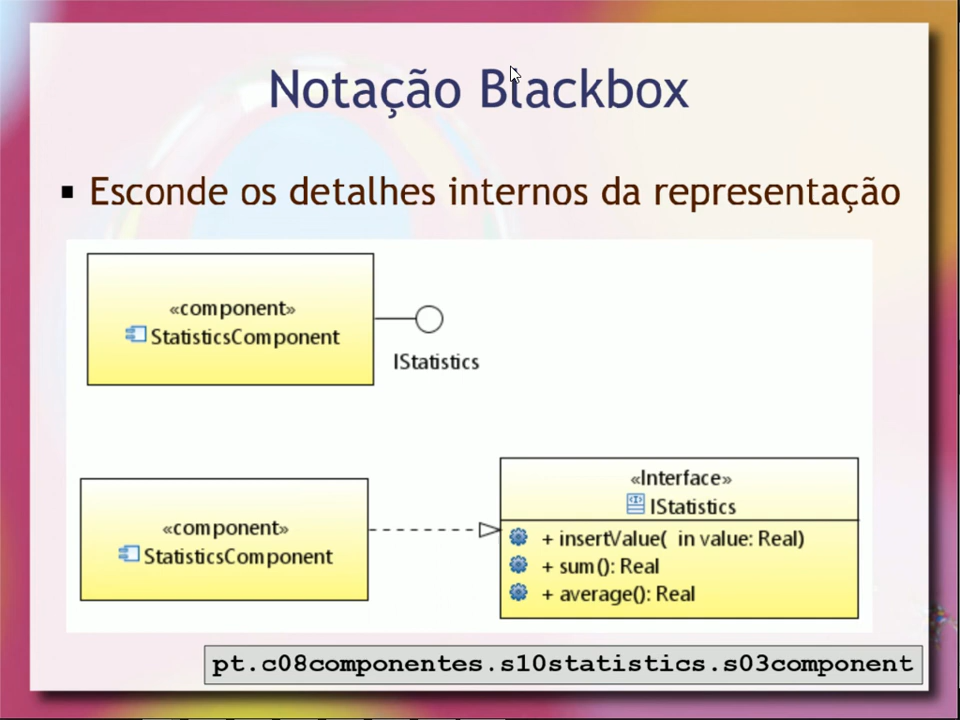 Notação Blackbox
▪ Esconde os detalhes internos da representação
«component»
StatisticsComponent
IStatistics
«component»
StatisticsComponent
«Interface»
IStatistics
+ insertValue( in value: Real)
+ sum(): Real
+ average(): Real
pt.c08componentes.s10statistics.s03component